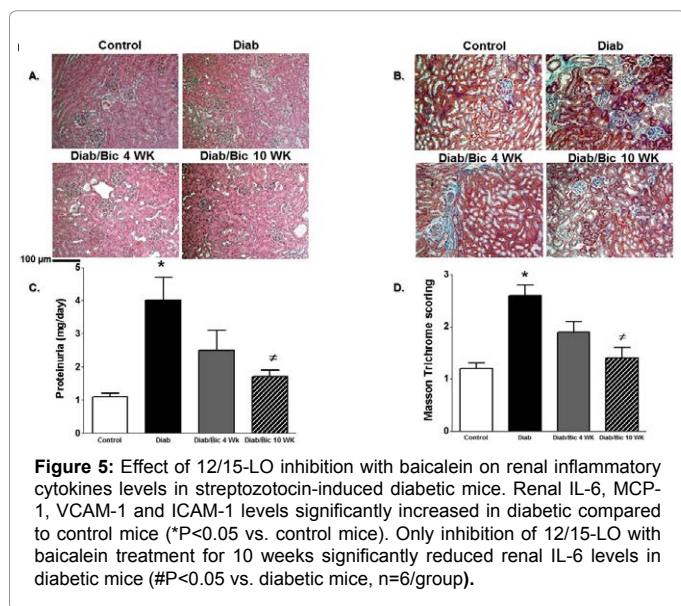 Control Diab
A.
Diab/Bic 4 WK Diab/Bic 10 WK
100 µm
Control Diab
B.
Diab/Bic 4 WK Diab/Bic 10 WK
C.
Proteinuria (mg/day)
5
4
3
2
1
0
*
≠
Control Diab Diab/Bic 4 Wk Diab/Bic 10 WK
D.
Masson Trichrome scoring
3
2
1
0
*
≠
Control Diab Diab/Bic 4 WK Diab/Bic 10 WK
Figure 5: Effect of 12/15-LO inhibition with baicalein on renal inflammatory
cytokines levels in streptozotocin-induced diabetic mice. Renal IL-6, MCP-
1, VCAM-1 and ICAM-1 levels significantly increased in diabetic compared
to control mice (*P<0.05 vs. control mice). Only inhibition of 12/15-LO with
baicalein treatment for 10 weeks significantly reduced renal IL-6 levels in
diabetic mice (#P<0.05 vs. diabetic mice, n=6/group).